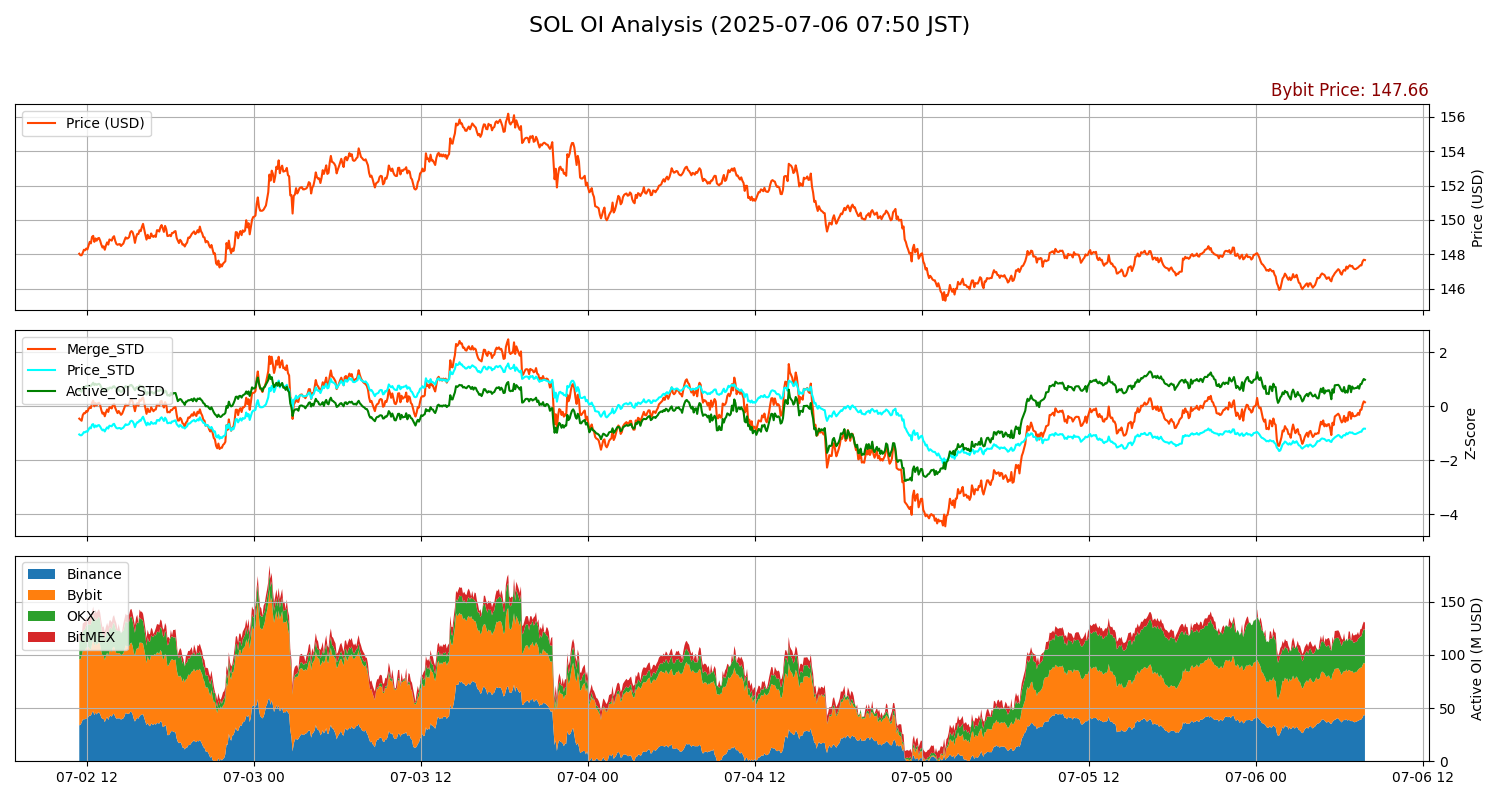 SOL OI Analysis (2025-07-06 07:50 JST)
Bybit Price: 147.66
Price (USD)
156
154
152
150
148
146
Price (USD)
Merge_STD
Price_STD
Active_OI_STD
2
0
−2
−4
Z-Score
Binance
Bybit
OKX
BitMEX
150
100
50
0
Active OI (M USD)
07-02 12
07-03 00
07-03 12
07-04 00
07-04 12
07-05 00
07-05 12
07-06 00
07-06 12